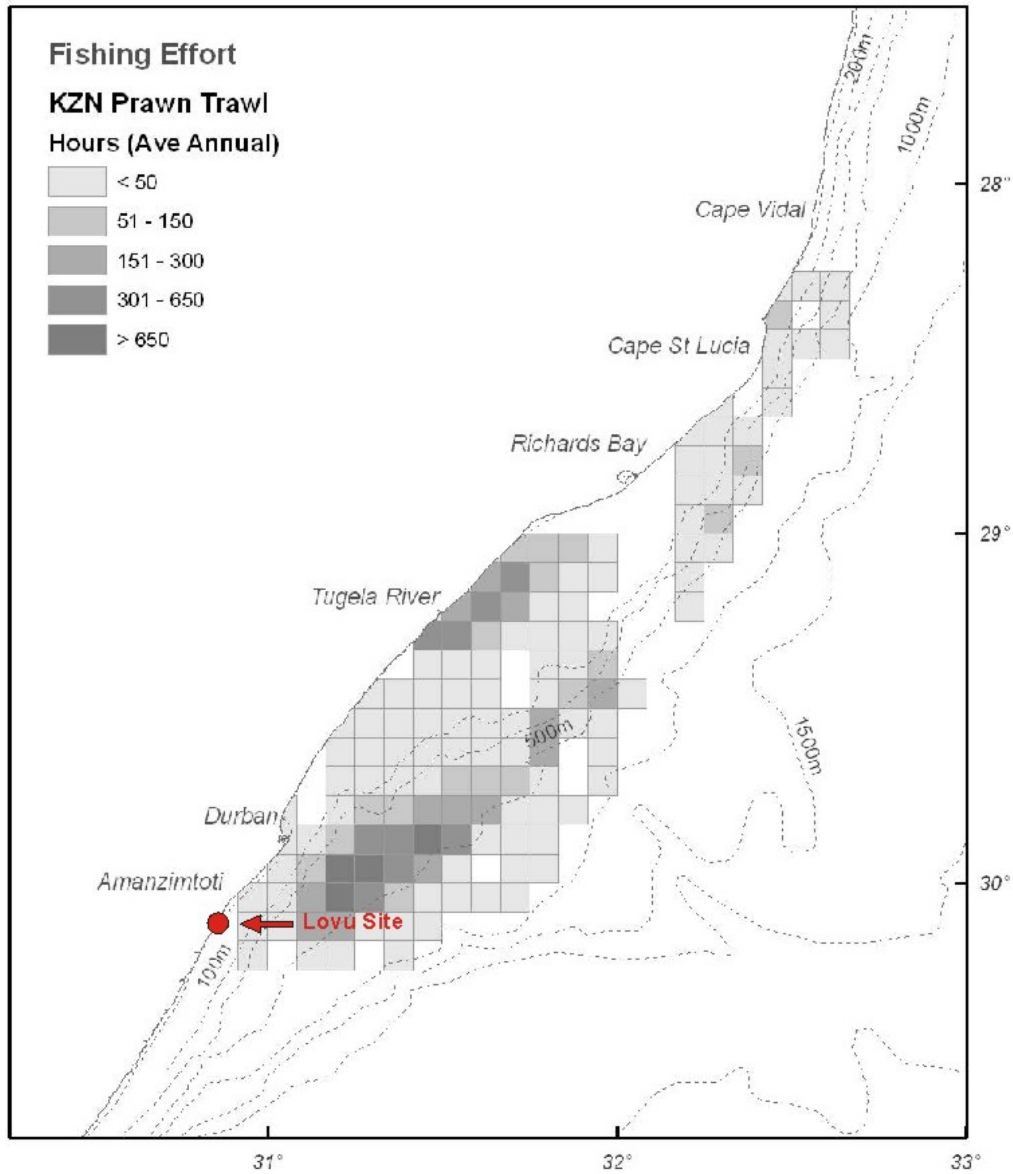 Fishing Effort
KZN Prawn Trawl
Hours (Ave Annual)
< 50
51 - 150
151 - 300
301 - 650
> 650
200m
1000m
28°
Cape Vidal
Cape St Lucia
Richards Bay
29°
Tugela River
500m
1500m
Durban
Amanzimtoti
30°
Lovu Site
100m
31°
32°
33°